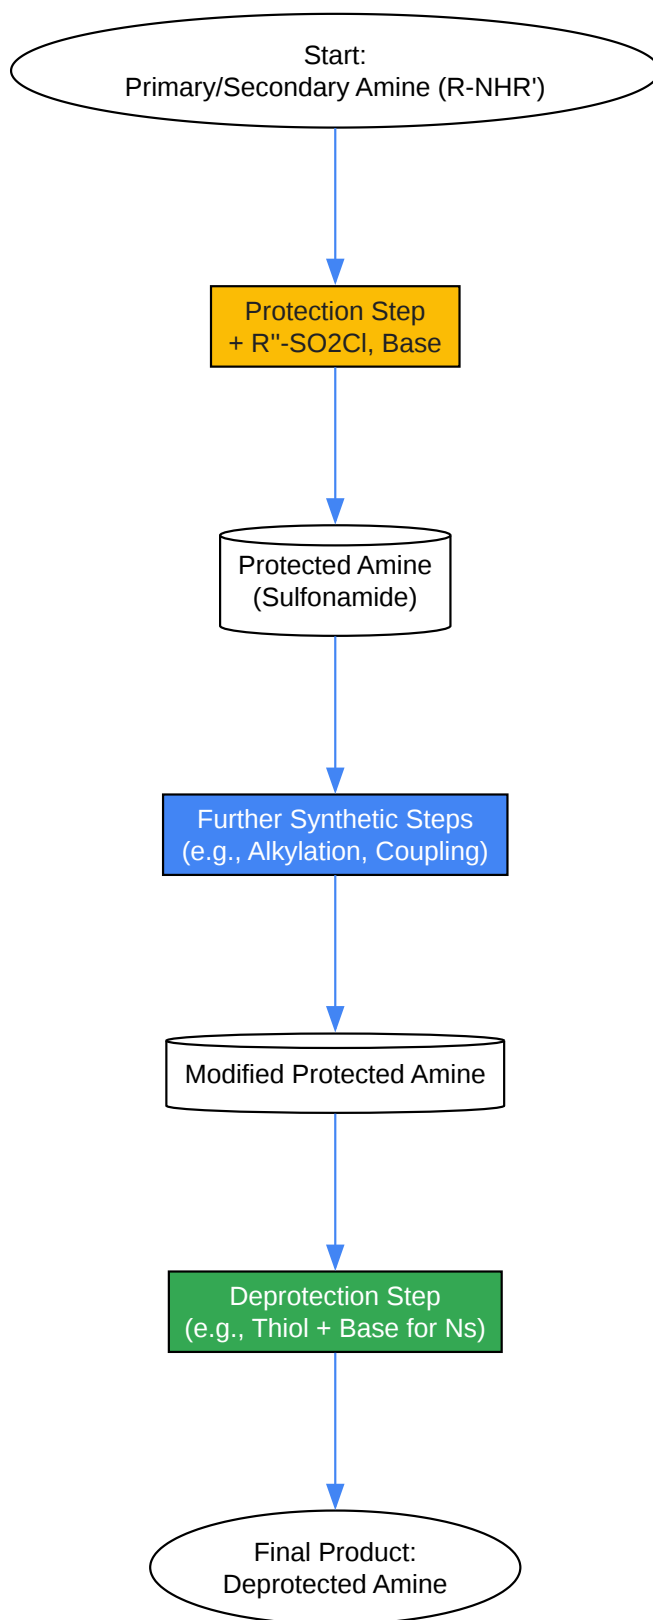 Start:
Primary/Secondary Amine (R-NHR')
Protection Step
+ R"-SO2Cl, Base
Protected Amine
(Sulfonamide)
Further Synthetic Steps
(e.g., Alkylation, Coupling)
Modified Protected Amine
Deprotection Step
(e.g., Thiol + Base for Ns)
Final Product:
Deprotected Amine